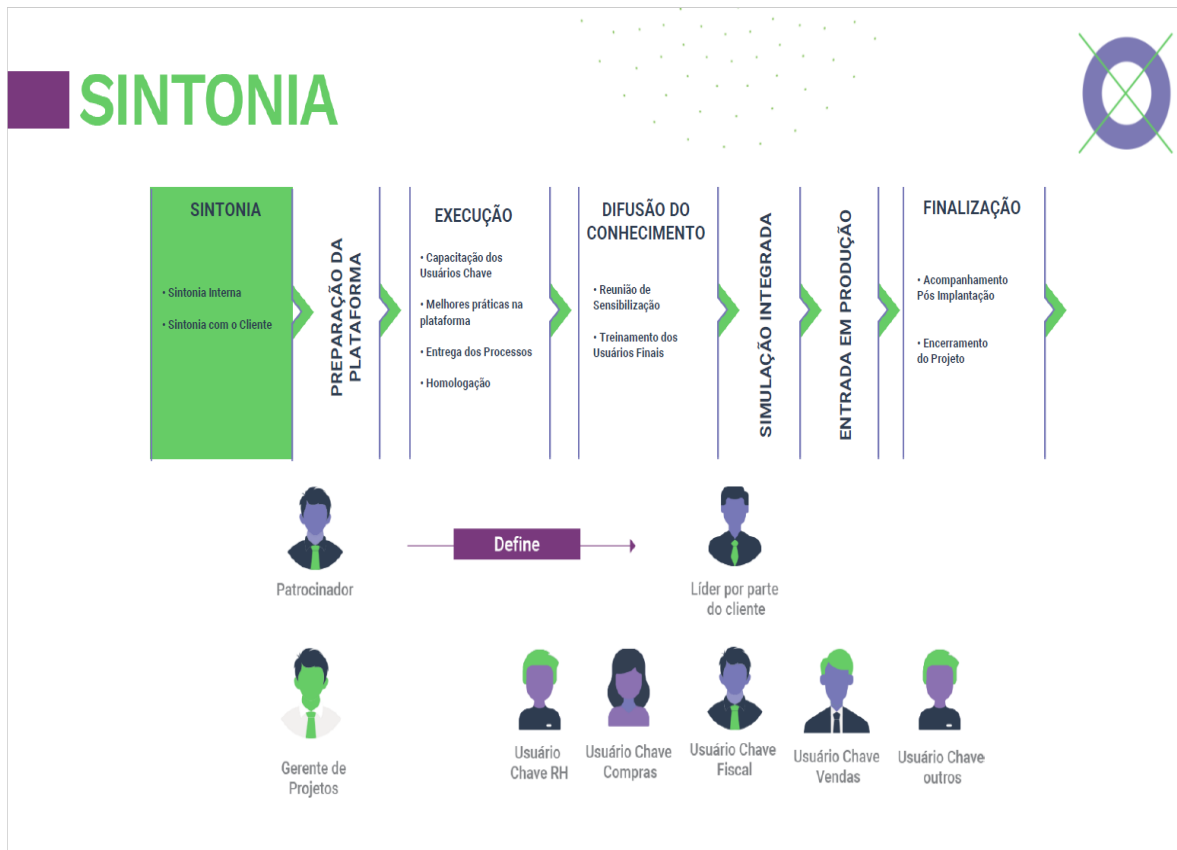 SINTONIA
SINTONIA
• Sintonia Interna
• Sintonia com o Cliente
PREPARAÇÃO DA
PLATAFORMA
EXECUÇÃO
• Capacitação dos
Usuários Chave
• Melhores práticas na
plataforma
• Entrega dos Processos
• Homologação
DIFUSÃO DO
CONHECIMENTO
• Reunião de
Sensibilização
• Treinamento dos
Usuários Finais
SIMULAÇÃO INTEGRADA
ENTRADA EM PRODUÇÃO
FINALIZAÇÃO
• Acompanhamento
Pós Implantação
• Encerramento
do Projeto
Patrocinador
Define
Líder por parte
do cliente
Gerente de
Projetos
Usuário
Chave RH
Usuário Chave
Compras
Usuário Chave
Fiscal
Usuário Chave
Vendas
Usuário Chave
outros